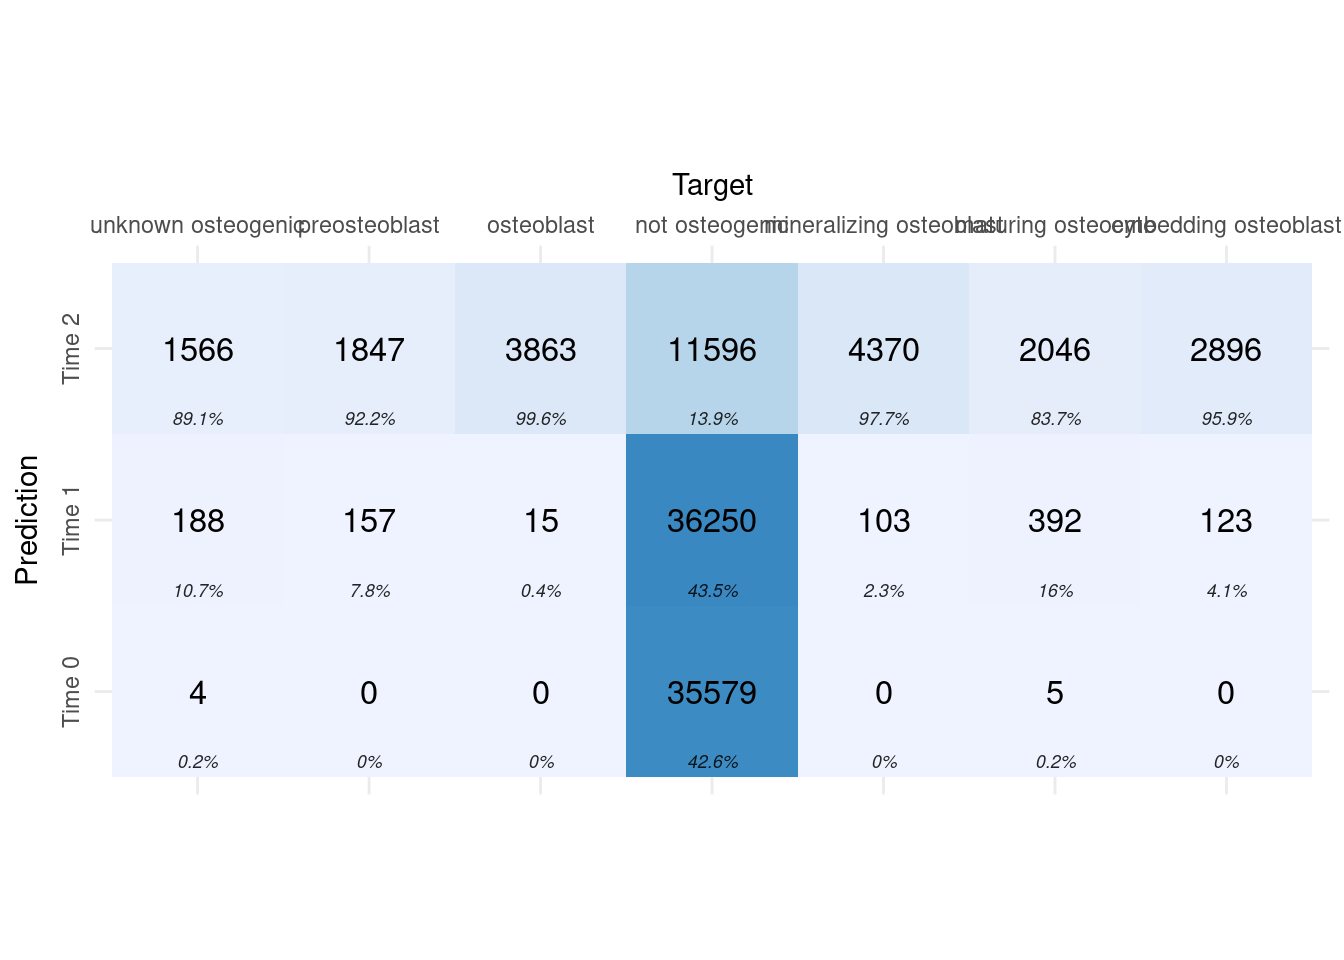 Target
unknown osteogenic preosteoblast osteoblast not osteogenic mineralizing osteoblast maturing osteocyte embedding osteoblast
Time 2
1566 1847 3863 11596 4370 2046 2896
89.1% 92.2% 99.6% 13.9% 97.7% 83.7% 95.9%
Prediction
Time 1
188 157 15 36250 103 392 123
10.7% 7.8% 0.4% 43.5% 2.3% 16% 4.1%
Time 0
4 0 0 35579 0 5 0
0.2% 0% 0% 42.6% 0% 0.2% 0%